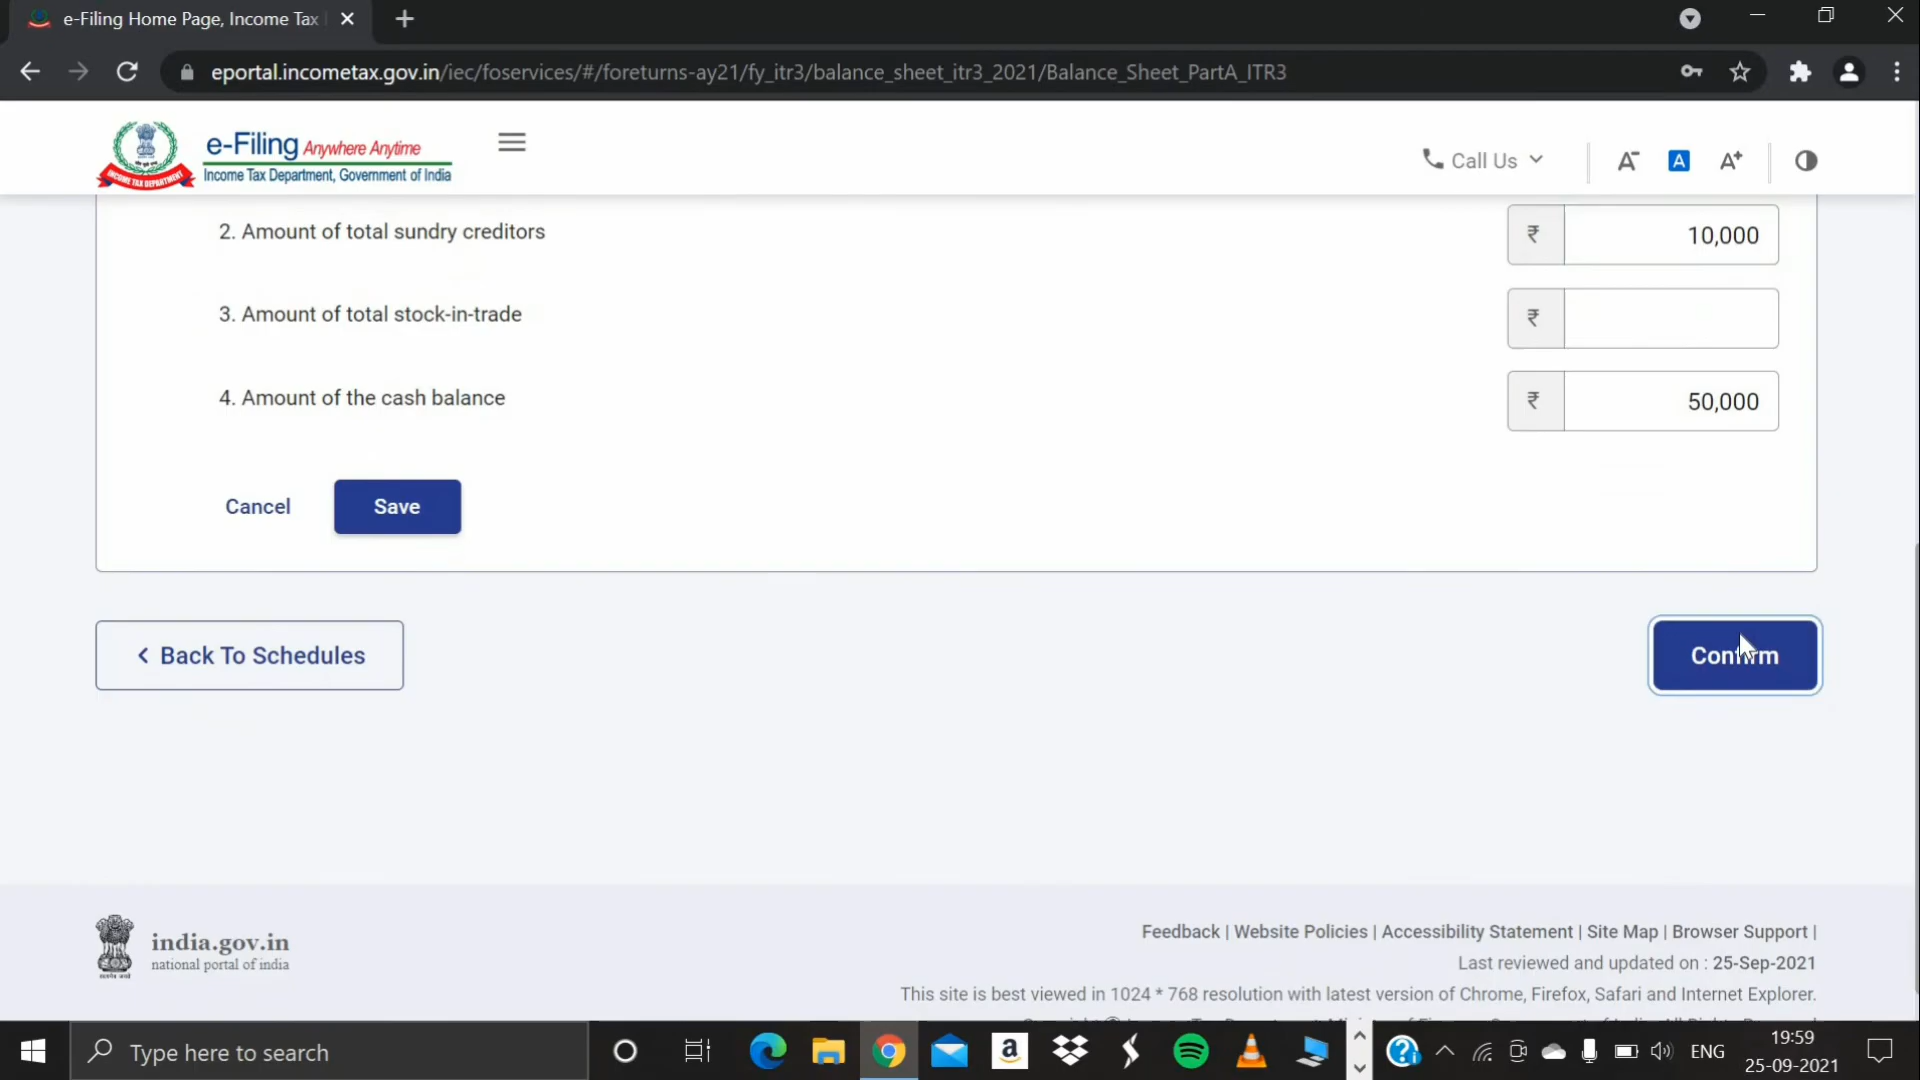 e-Filing Home Page, Income Tax
eportal.incometax.gov.in/iec/foservices/#/foreturns-ay21/fy_itr3/balance_sheet_itr3_2021/Balance_Sheet_PartA_ITR3
e-Filing Anywhere Anytime
Income Tax Department, Government of India
INCOME TAX DEPARTMENT
Call Us
A- A A+
2. Amount of total sundry creditors ₹ 10,000
3. Amount of total stock-in-trade ₹
4. Amount of the cash balance ₹ 50,000
Cancel Save
< Back To Schedules Confirm
india.gov.in
national portal of india
Feedback | Website Policies | Accessibility Statement | Site Map | Browser Support |
Last reviewed and updated on : 25-Sep-2021
This site is best viewed in 1024 * 768 resolution with latest version of Chrome, Firefox, Safari and Internet Explorer.
Type here to search
ENG
19:59
25-09-2021